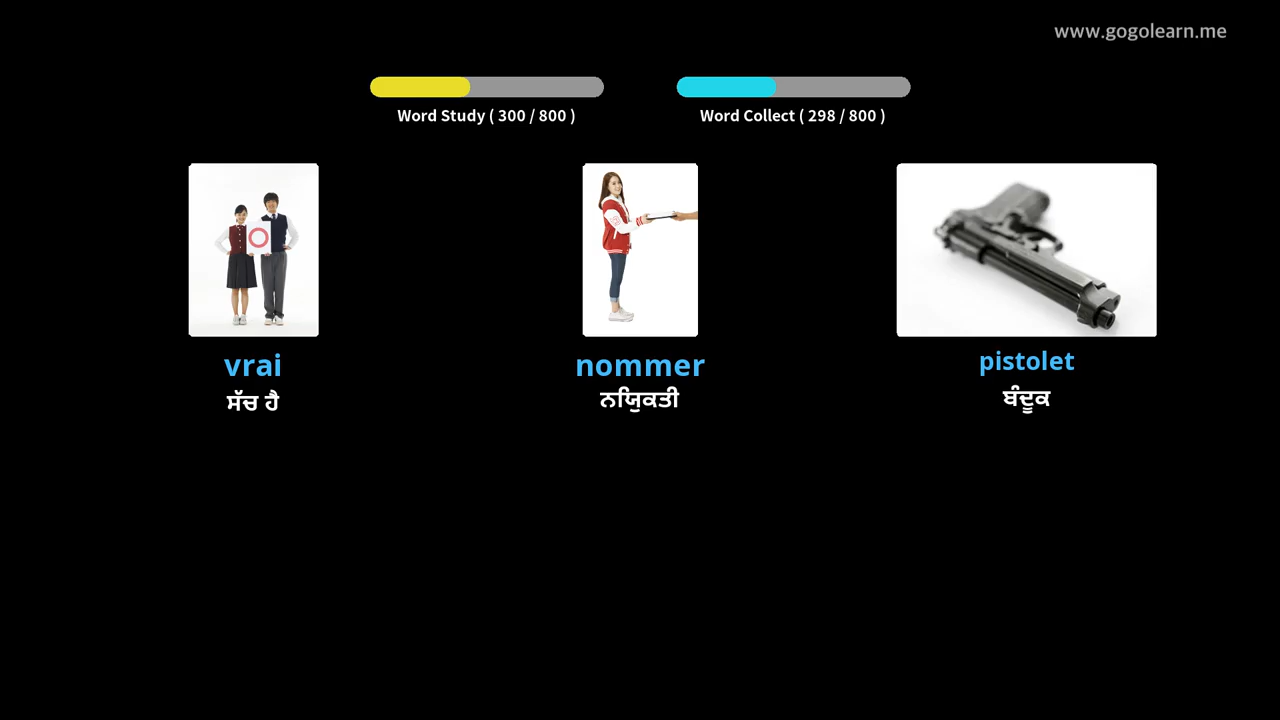 www.gogolearn.me
Word Study ( 300 / 800 )
Word Collect ( 298 / 800 )
vrai
nommer
pistolet
ਸੱਚ ਹੈ
ਨਯਿੁਕਤੀ
ਬੰਦੂਕ